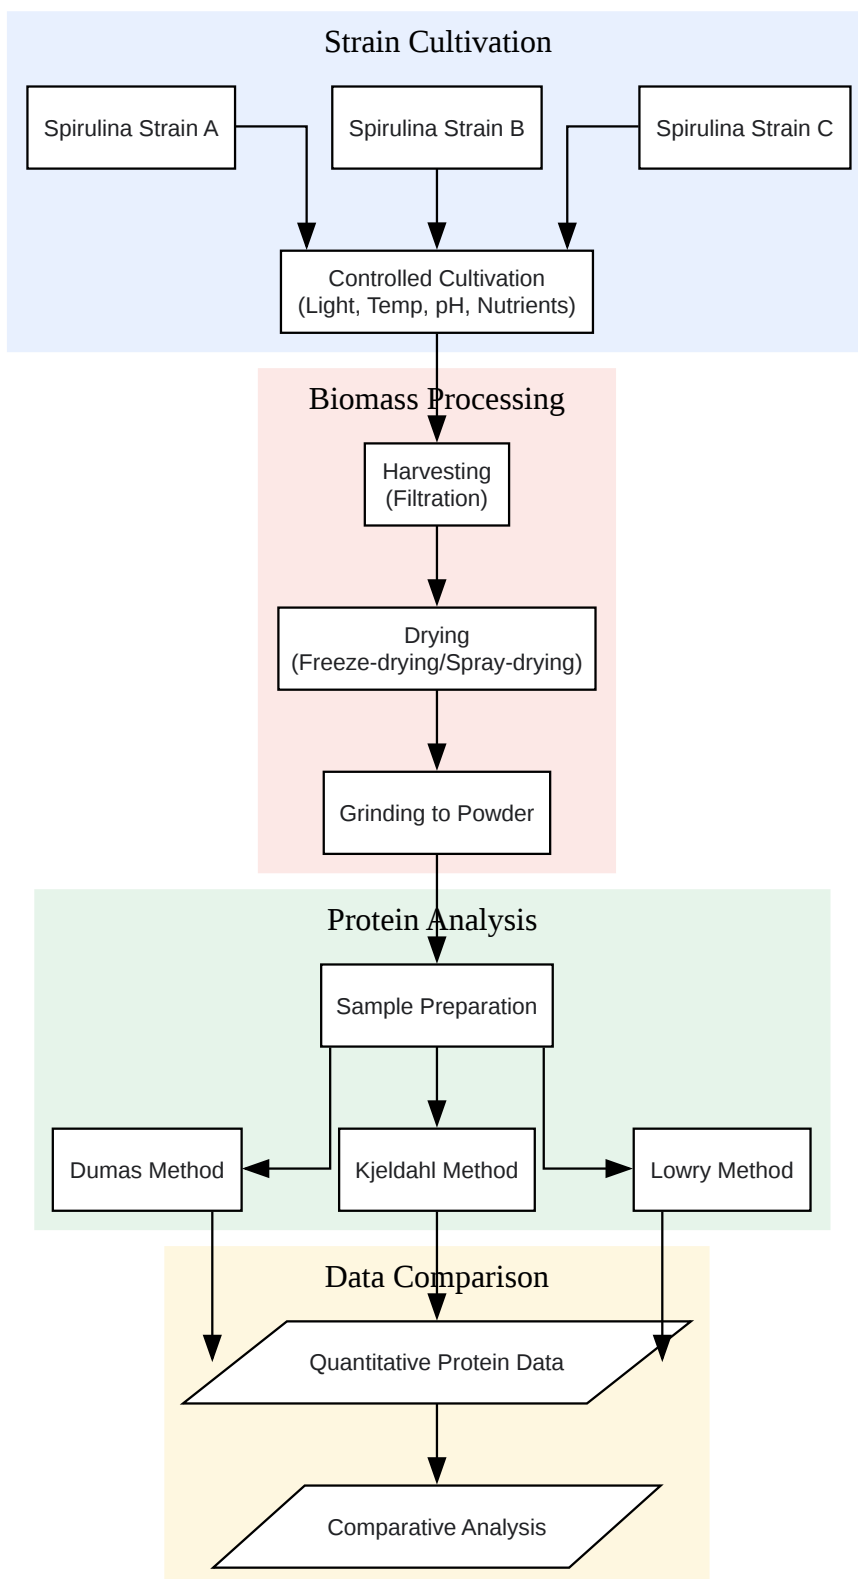 Strain Cultivation
Spirulina Strain A
Spirulina Strain B
Spirulina Strain C
Controlled Cultivation
(Light, Temp, pH, Nutrients)
Biomass Processing
Harvesting
(Filtration)
Drying
(Freeze-drying/Spray-drying)
Grinding to Powder
Protein Analysis
Sample Preparation
Dumas Method
Kjeldahl Method
Lowry Method
Data Comparison
Quantitative Protein Data
Comparative Analysis